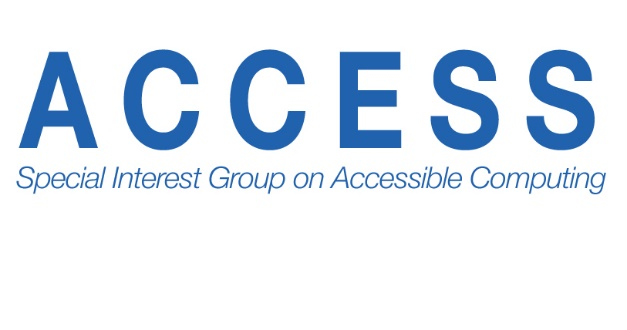 ACCESS
Special Interest Group on Accessible Computing